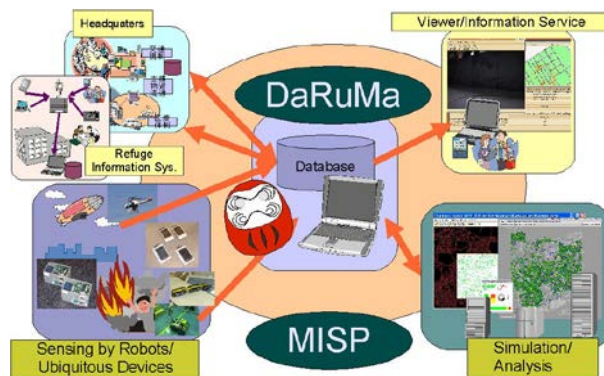 Headquaters
Viewer/Information Service
DaRuMa
Refuge
Information Sys.
Database
MISP
Sensing by Robots/
Ubiquitous Devices
Simulation/
Analysis